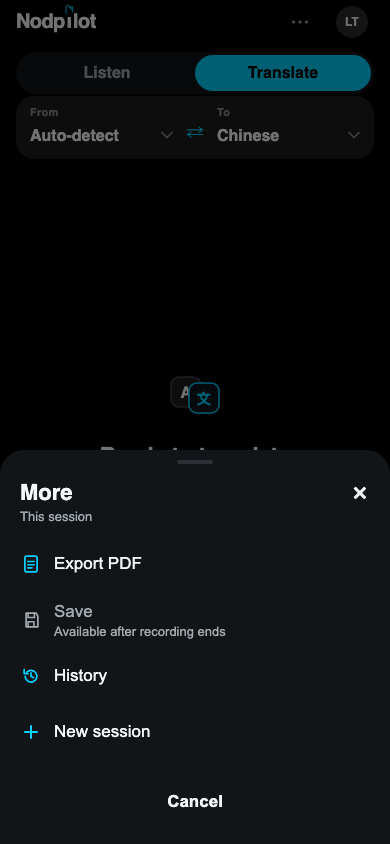 Nodpilot
LT
Listen
Translate
From
To
Auto-detect
Chinese
A
文
More
This session
Export PDF
Save
Available after recording ends
History
New session
Cancel